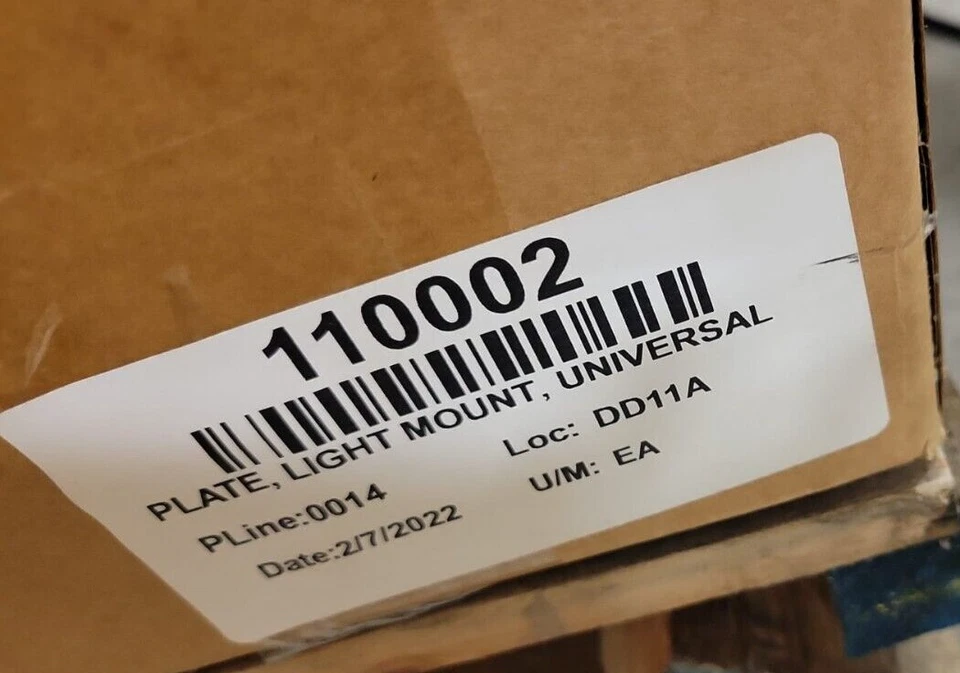 110002
PLATE, LIGHT MOUNT, UNIVERSAL
PLine:0014 Loc: DD11A
Date:2/7/2022 U/M: EA